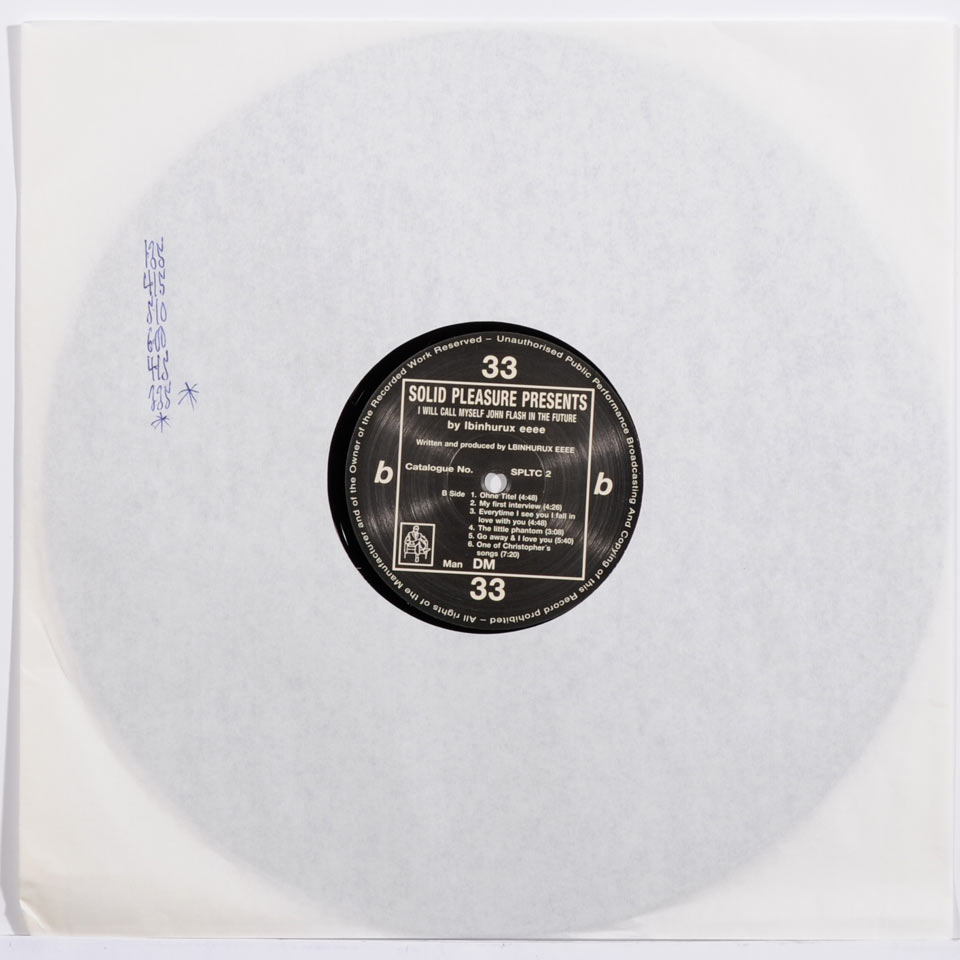 33
SOLID PLEASURE PRESENTS
I WILL CALL MYSELF JOHN FLASH IN THE FUTURE
by lbinhurux eeee
Written and produced by LBINHURUX EEEE
Catalogue No. SPLTC 2
b
b
B Side 1. Ohne Titel (4:48)
2. My first interview (4:26)
3. Everytime I see you I fall in
love with you (4:48)
4. The little phantom (3:08)
5. Go away & I love you (5:40)
6. One of Christopher's
songs (7:20)
Man DM
33
All rights of the Manufacturer and of the Owner of the Recorded Work Reserved – Unauthorised Public Performance Broadcasting And Copying of this Record prohibited –